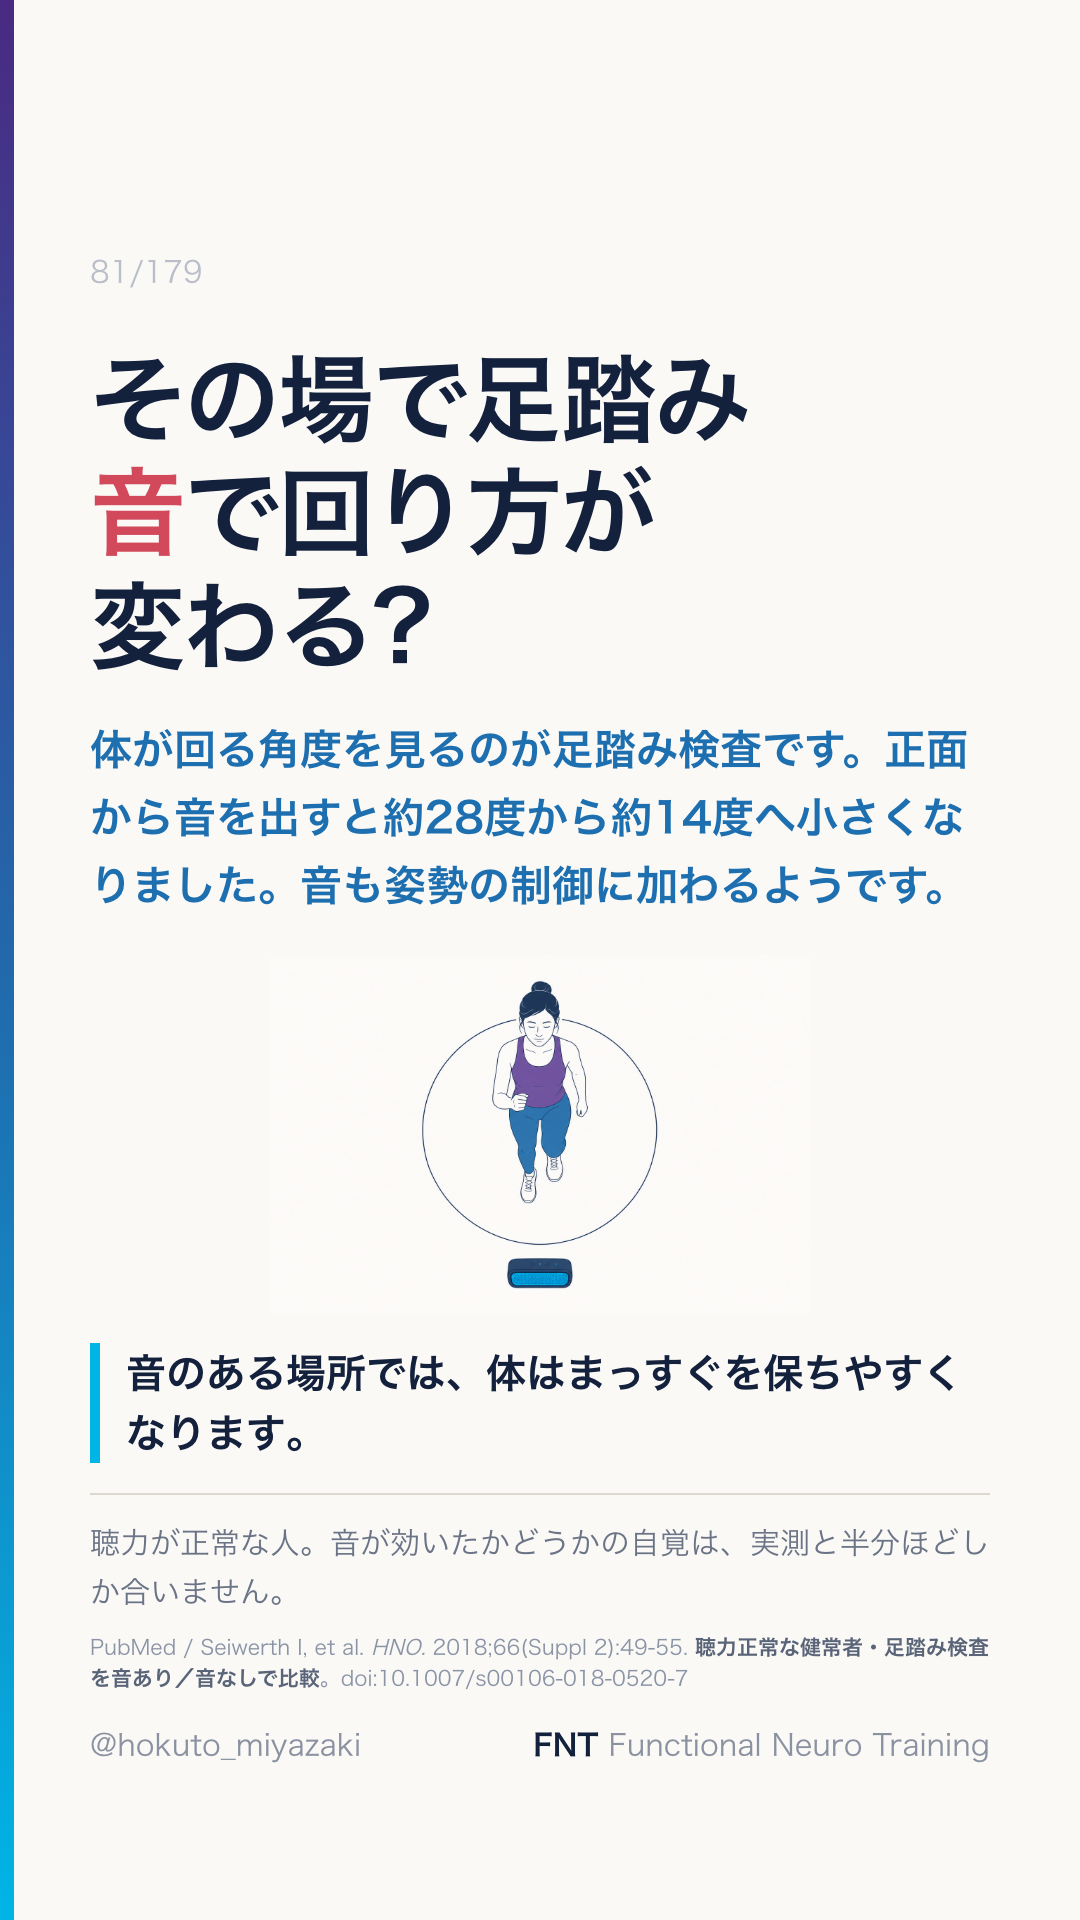 81/179
その場で足踏み
音で回り方が
変わる?
体が回る角度を見るのが足踏み検査です。正面
から音を出すと約28度から約14度へ小さくな
りました。音も姿勢の制御に加わるようです。
音のある場所では、体はまっすぐを保ちやすく
なります。
聴力が正常な人。音が効いたかどうかの自覚は、実測と半分ほどし
か合いません。
PubMed / Seiwerth I, et al. HNO. 2018;66(Suppl 2):49-55. 聴力正常な健常者・足踏み検査
を音あり／音なしで比較。doi:10.1007/s00106-018-0520-7
@hokuto_miyazaki
FNT Functional Neuro Training